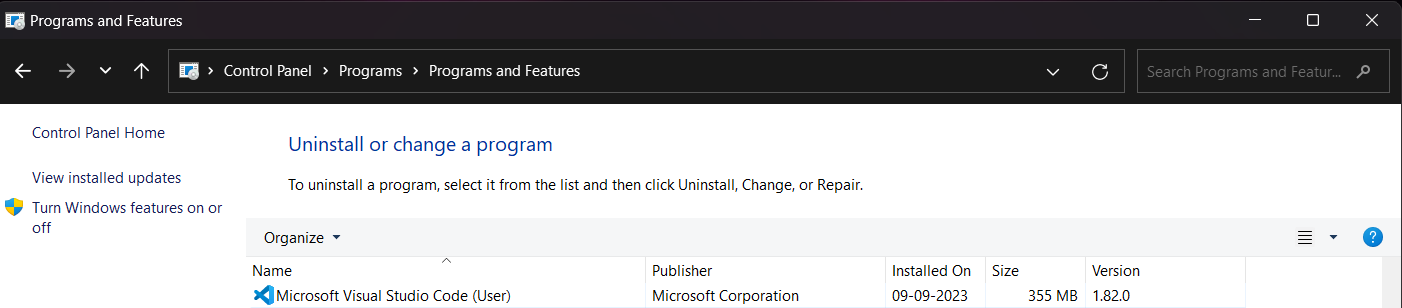 Programs and Features
Control Panel > Programs > Programs and Features
Search Programs and Featur...
Control Panel Home
View installed updates
Turn Windows features on or
off
Uninstall or change a program
To uninstall a program, select it from the list and then click Uninstall, Change, or Repair.
Organize
Name Publisher Installed On Size Version
Microsoft Visual Studio Code (User) Microsoft Corporation 09-09-2023 355 MB 1.82.0